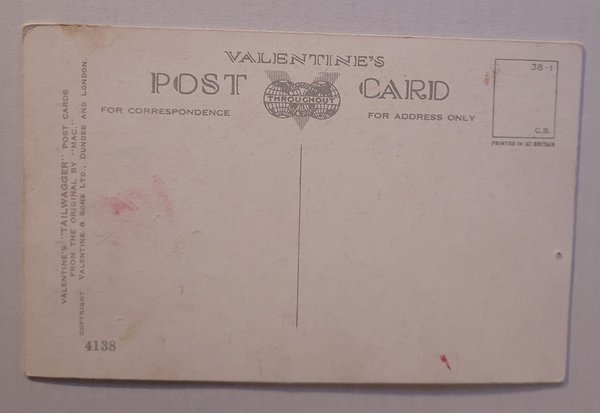 VALENTINE'S
POST CARD
THROUGHOUT
FOR CORRESPONDENCE
FOR ADDRESS ONLY
38-1
C.B.
PRINTED IN GT. BRITAIN
VALENTINE'S "TAILWAGGER" POST CARDS
FROM THE ORIGINAL BY "MAC."
COPYRIGHT VALENTINE & SONS LTD., DUNDEE AND LONDON.
4138